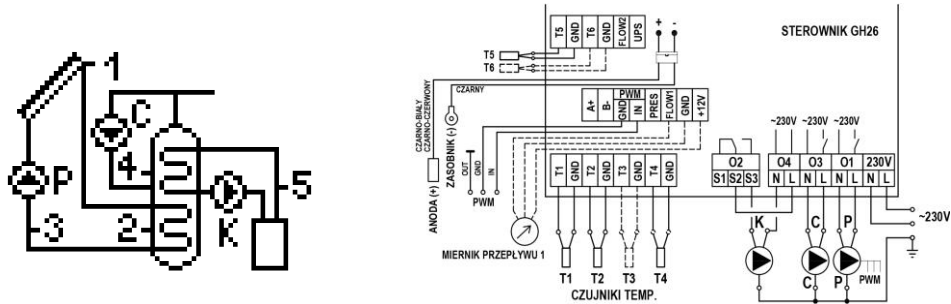 1
C
4
P
5
3
2
K
STEROWNIK GH26
T5 GND T6 GND FLOW2 UPS
+ -
T5
T6
CZARNO-BIAŁY
CZARNO-CZERWONY
CZARNY
ZASOBNIK (-)
ANODA (+)
A+ B- PWM GND IN PRES FLOW1 GND +12V
OUT GND IN
PWM
MIERNIK PRZEPŁYWU 1
T1 GND T2 GND T3 GND T4 GND
T1 T2 T3 T4
CZUJNIKI TEMP.
~230V ~230V ~230V
O2 O4 O3 O1 230V
S1 S2 S3 N L N L N L N L
K C P
~230V
C P PWM